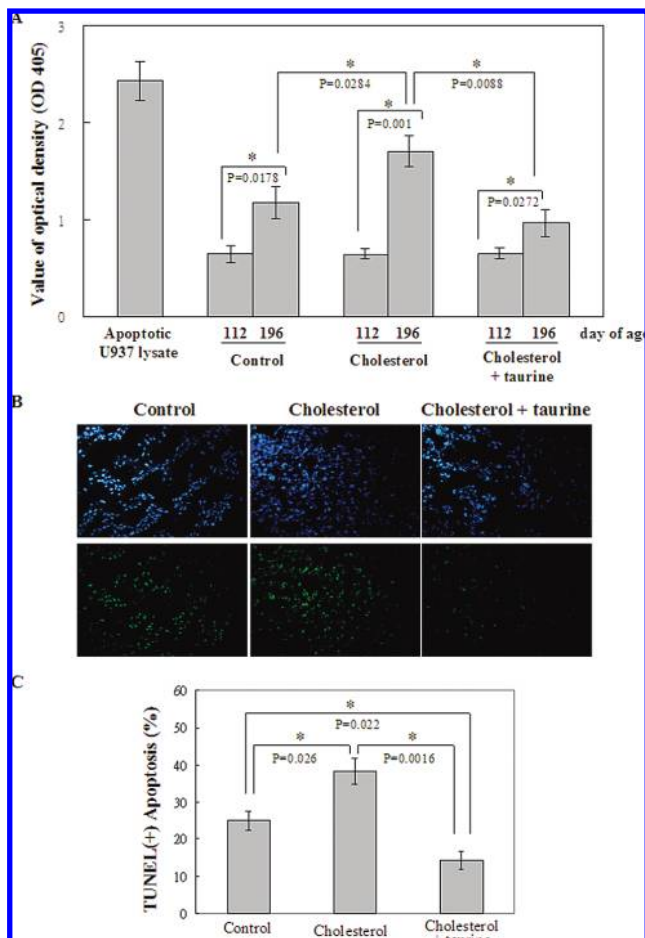 A
Value of optical density (OD 405)
3
2
1
0
*
P=0.0284
*
P=0.0088
*
P=0.001
*
P=0.0178
*
P=0.0272
Apoptotic
U937 lysate
112 196
Control
112 196
Cholesterol
112 196
Cholesterol
+ taurine
day of age
B
Control Cholesterol Cholesterol + taurine
C
TUNEL(+) Apoptosis (%)
60
50
40
30
20
10
0
*
P=0.022
*
P=0.026
*
P=0.0016
Control
Cholesterol
Cholesterol
+ taurine